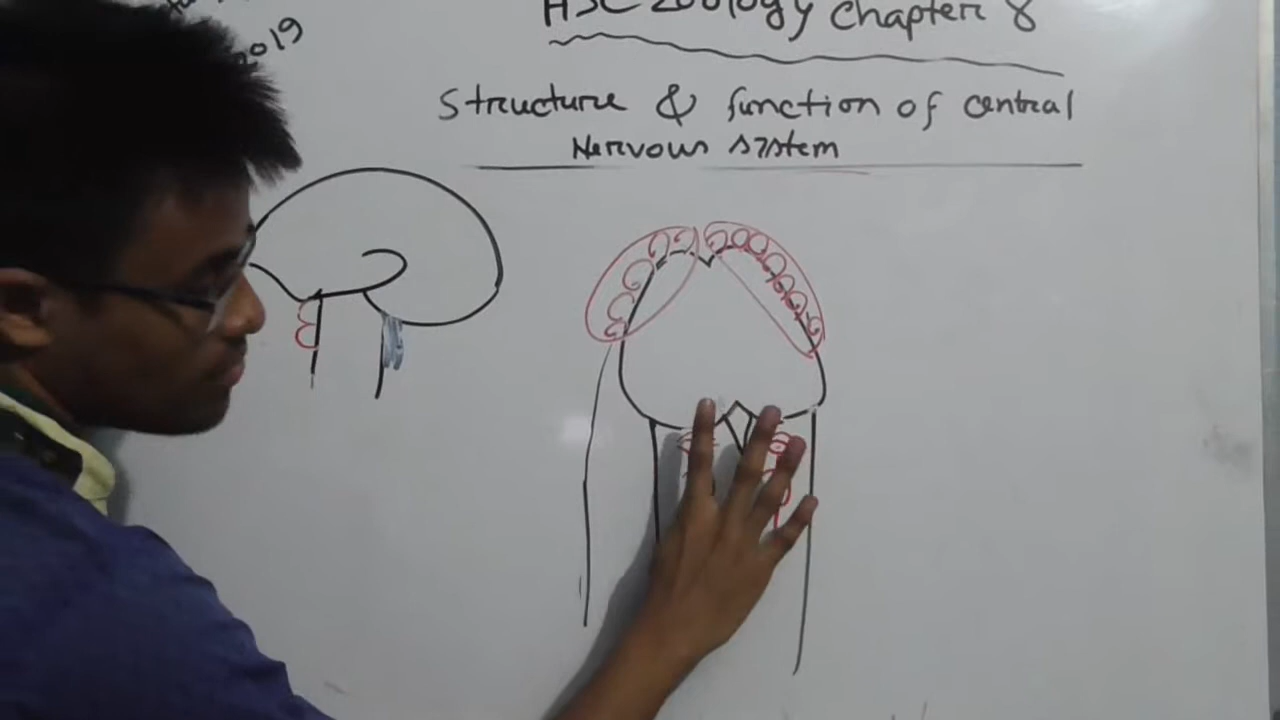 2019
HSC Zoology Chapter 8
Structure & function of central
Nervous system